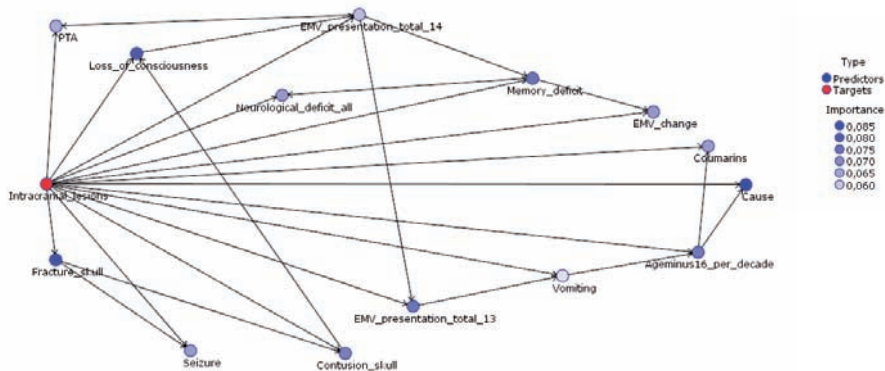 EMV_presentation_total_14
PTA
Loss_of_consciousness
Neurological_deficit_all
Memory_deficit
EMV_change
Coumarins
Intracranial_lesions
Cause
Fracture_skull
Ageminus16_per_decade
Vomiting
EMV_presentation_total_13
Seizure
Contusion_skull
Type
Predictors
Targets
Importance
0,085
0,080
0,075
0,070
0,065
0,060